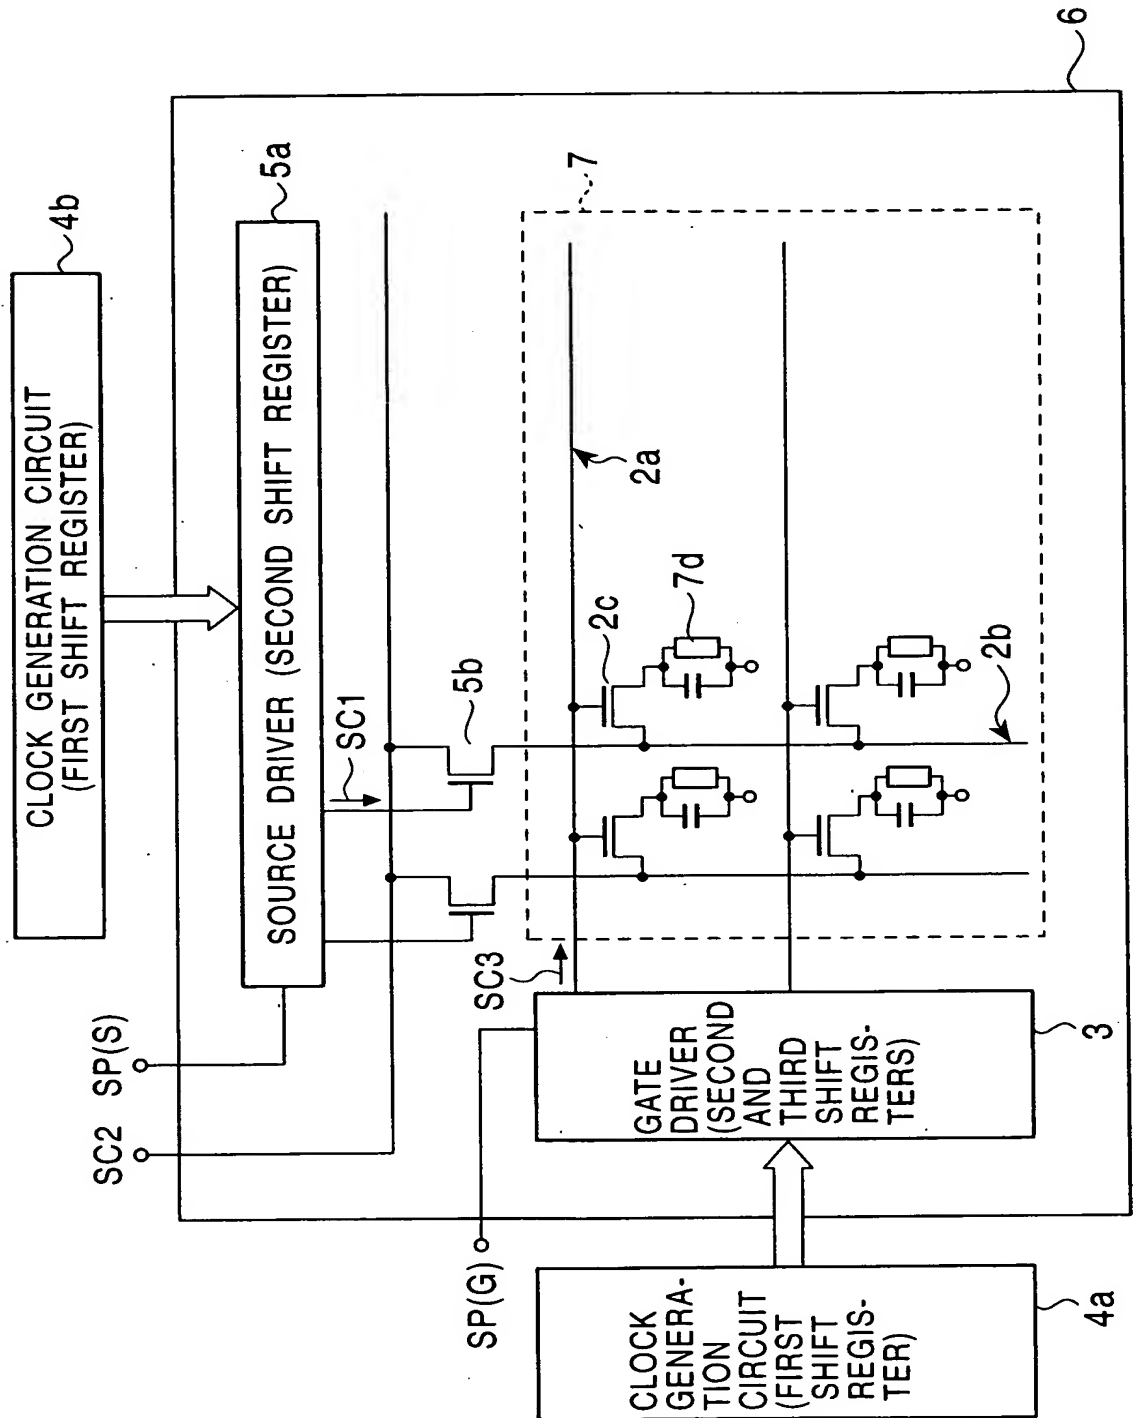 CLOCK GENERATION CIRCUIT
(FIRST SHIFT REGISTER)
4b
SOURCE DRIVER (SECOND SHIFT REGISTER)
5a
6
SP(S)
SC2
SC1
5b
7
2a
2c
7d
2b
SC3
SP(G)
GATE
DRIVER
(SECOND
AND
THIRD
SHIFT
REGIS-
TERS)
3
CLOCK
GENERA-
TION
CIRCUIT
(FIRST
SHIFT
REGIS-
TER)
4a